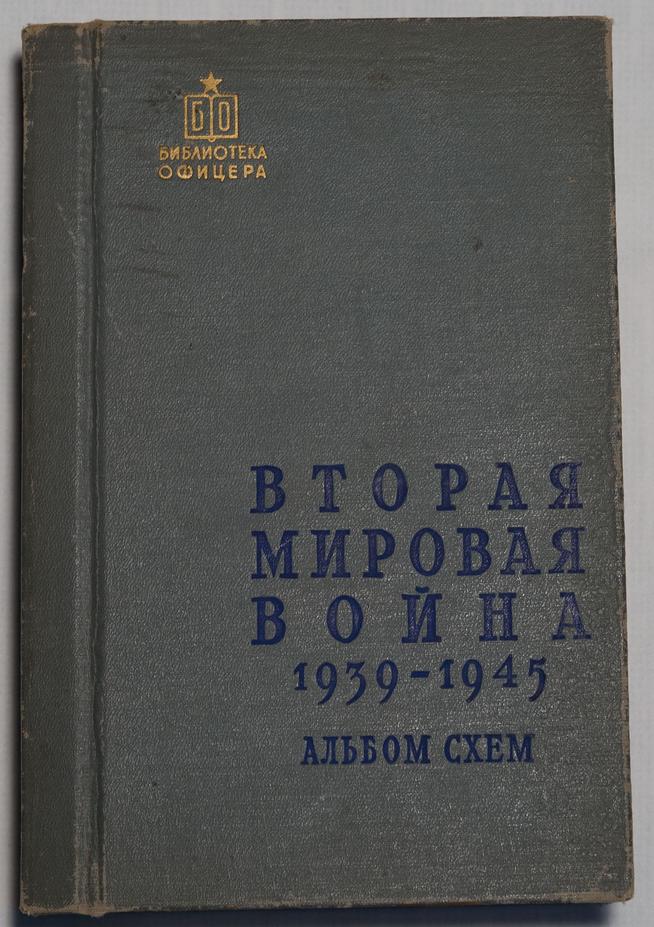 БО
БИБЛИОТЕКА
ОФИЦЕРА
ВТОРАЯ
МИРОВАЯ
ВОЙНА
1939-1945
АЛЬБОМ СХЕМ